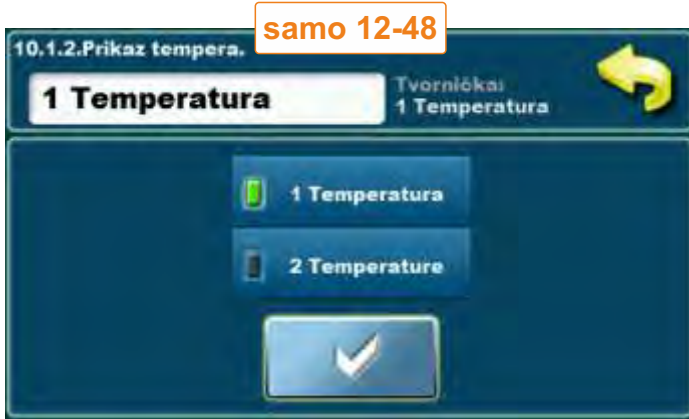 samo 12-48
10.1.2.Prikaz tempera.
1 Temperatura
Tvornička:
1 Temperatura
1 Temperatura
2 Temperature